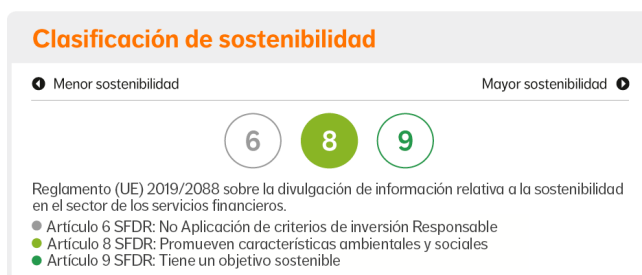 Clasificación de sostenibilidad
Menor sostenibilidad
Mayor sostenibilidad
6 8 9
Reglamento (UE) 2019/2088 sobre la divulgación de información relativa a la sostenibilidad
en el sector de los servicios financieros.
Artículo 6 SFDR: No Aplicación de criterios de inversión Responsable
Artículo 8 SFDR: Promueven características ambientales y sociales
Artículo 9 SFDR: Tiene un objetivo sostenible